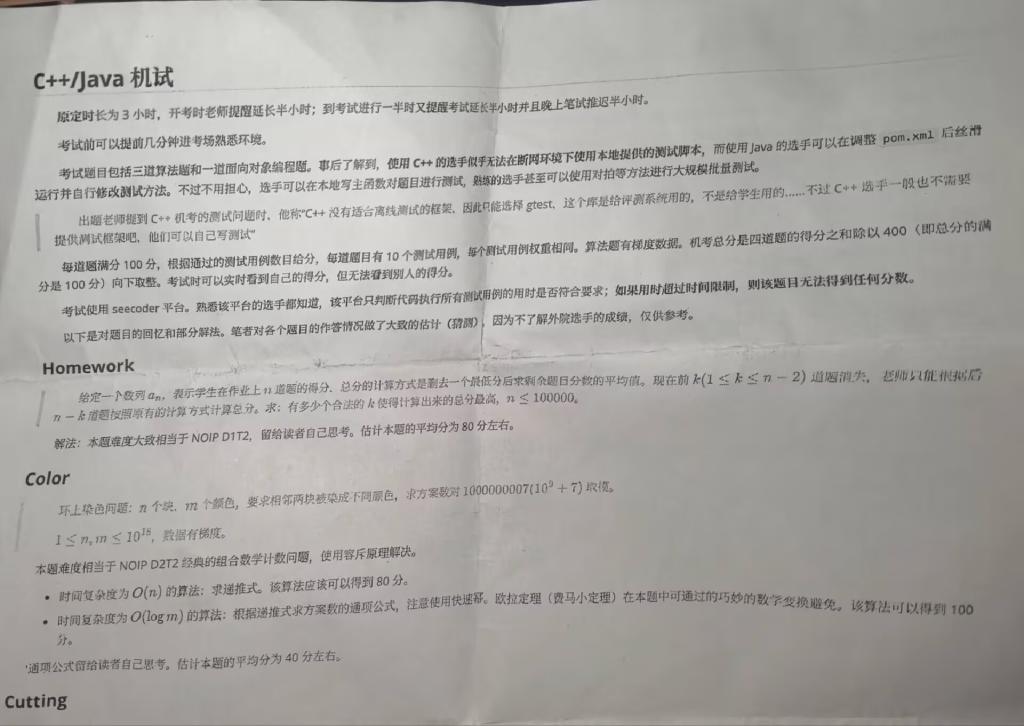 C++/Java 机试
原定时长为 3 小时，开考时老师提醒延长半小时；到考试进行一半时又提醒考试延长半小时并且晚上笔试推迟半小时。
考试前可以提前几分钟进考场熟悉环境。
考试题目包括三道算法题和一道面向对象编程题。事后了解到，使用 C++ 的选手似乎无法在断网环境下使用本地提供的测试脚本，而使用 Java 的选手可以在调整 pom.xml 后丝滑
运行并自行修改测试方法。不过不用担心，选手可以在本地写主函数对题目进行测试，熟练的选手甚至可以使用对拍等方法进行大规模批量测试。
出题老师提到 C++ 机考的测试问题时，他称“C++ 没有适合离线测试的框架，因此只能选择 gtest，这个库是给评测系统用的，不是给学生用的……不过 C++ 选手一般也不需要
提供测试框架吧，他们可以自己写测试”
每道题满分 100 分，根据通过的测试用例数目给分，每道题目有 10 个测试用例，每个测试用例权重相同。算法题有梯度数据。机考总分是四道题的得分之和除以 400（即总分的满
分是 100 分）向下取整。考试时可以实时看到自己的得分，但无法看到别人的得分。
考试使用 seecoder 平台。熟悉该平台的选手都知道，该平台只判断代码执行所有测试用例的用时是否符合要求；如果用时超过时间限制，则该题目无法得到任何分数。
以下是对题目的回忆和部分解法。笔者对各个题目的作答情况做了大致的估计（猜测），因为不了解外院选手的成绩，仅供参考。
Homework
给定一个数列 aₙ，表示学生在作业上 n 道题的得分、总分的计算方式是删去一个最低分后求剩余题目分数的平均值。现在前 k(1 ≤ k ≤ n − 2) 道题消失，老师只能根据后
n − k 道题按照原有的计算方式计算总分。求：有多少个合法的 k 使得计算出来的总分最高，n ≤ 100000。
解法：本题难度大致相当于 NOIP D1T2，留给读者自己思考。估计本题的平均分为 80 分左右。
Color
环上染色问题：n 个块、m 个颜色，要求相邻两块被染成不同颜色，求方案数对 1000000007(10⁹ + 7) 取模。
1 ≤ n, m ≤ 10¹⁸，数据有梯度。
本题难度相当于 NOIP D2T2 经典的组合数学计数问题，使用容斥原理解决。
• 时间复杂度为 O(n) 的算法：求递推式。该算法应该可以得到 80 分。
• 时间复杂度为 O(log m) 的算法：根据递推式求方案数的通项公式，注意使用快速幂。欧拉定理（费马小定理）在本题中可通过的巧妙的数学变换避免。该算法可以得到 100
分。
通项公式留给读者自己思考。估计本题的平均分为 40 分左右。
Cutting